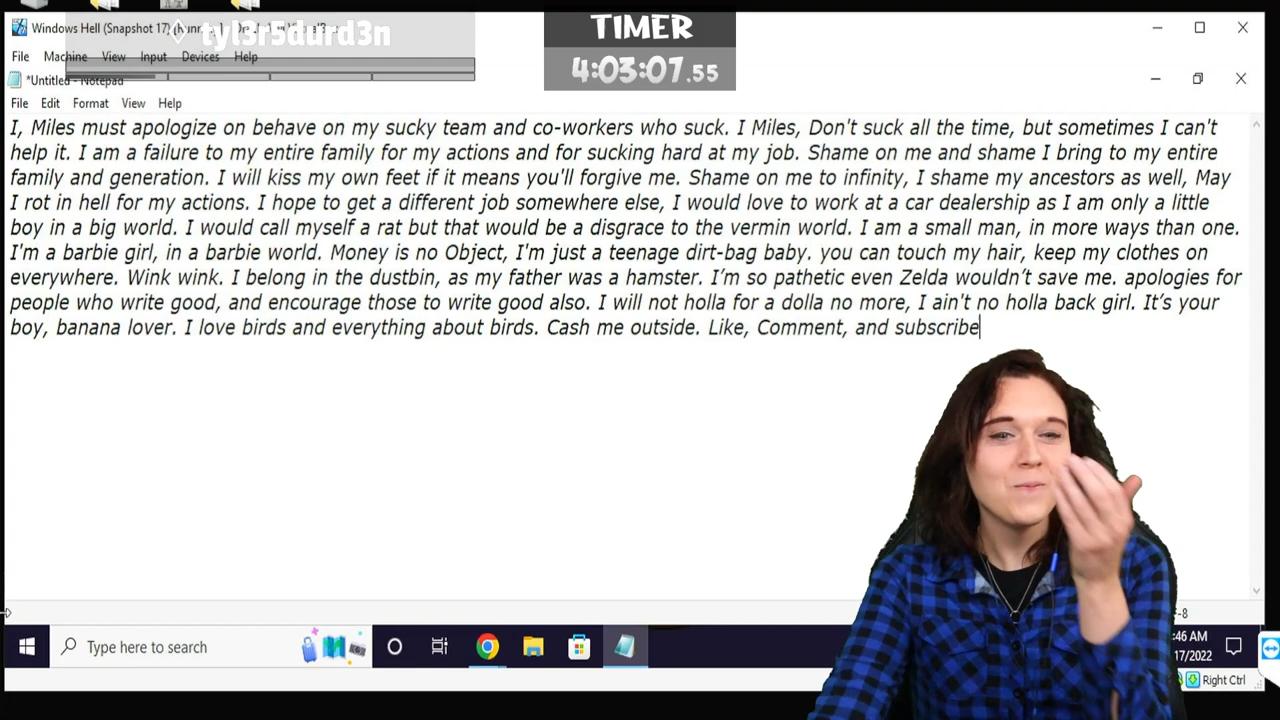 Windows Hell (Snapshot 17)
tyl3r5durd3n
TIMER
4:03:07.55
File Machine View Input Devices Help
*Untitled - Notepad
File Edit Format View Help
I, Miles must apologize on behave on my sucky team and co-workers who suck. I Miles, Don't suck all the time, but sometimes I can't
help it. I am a failure to my entire family for my actions and for sucking hard at my job. Shame on me and shame I bring to my entire
family and generation. I will kiss my own feet if it means you'll forgive me. Shame on me to infinity, I shame my ancestors as well, May
I rot in hell for my actions. I hope to get a different job somewhere else, I would love to work at a car dealership as I am only a little
boy in a big world. I would call myself a rat but that would be a disgrace to the vermin world. I am a small man, in more ways than one.
I'm a barbie girl, in a barbie world. Money is no Object, I'm just a teenage dirt-bag baby. you can touch my hair, keep my clothes on
everywhere. Wink wink. I belong in the dustbin, as my father was a hamster. I’m so pathetic even Zelda wouldn’t save me. apologies for
people who write good, and encourage those to write good also. I will not holla for a dolla no more, I ain't no holla back girl. It’s your
boy, banana lover. I love birds and everything about birds. Cash me outside. Like, Comment, and subscribe
Type here to search
:46 AM
17/2022
Right Ctrl